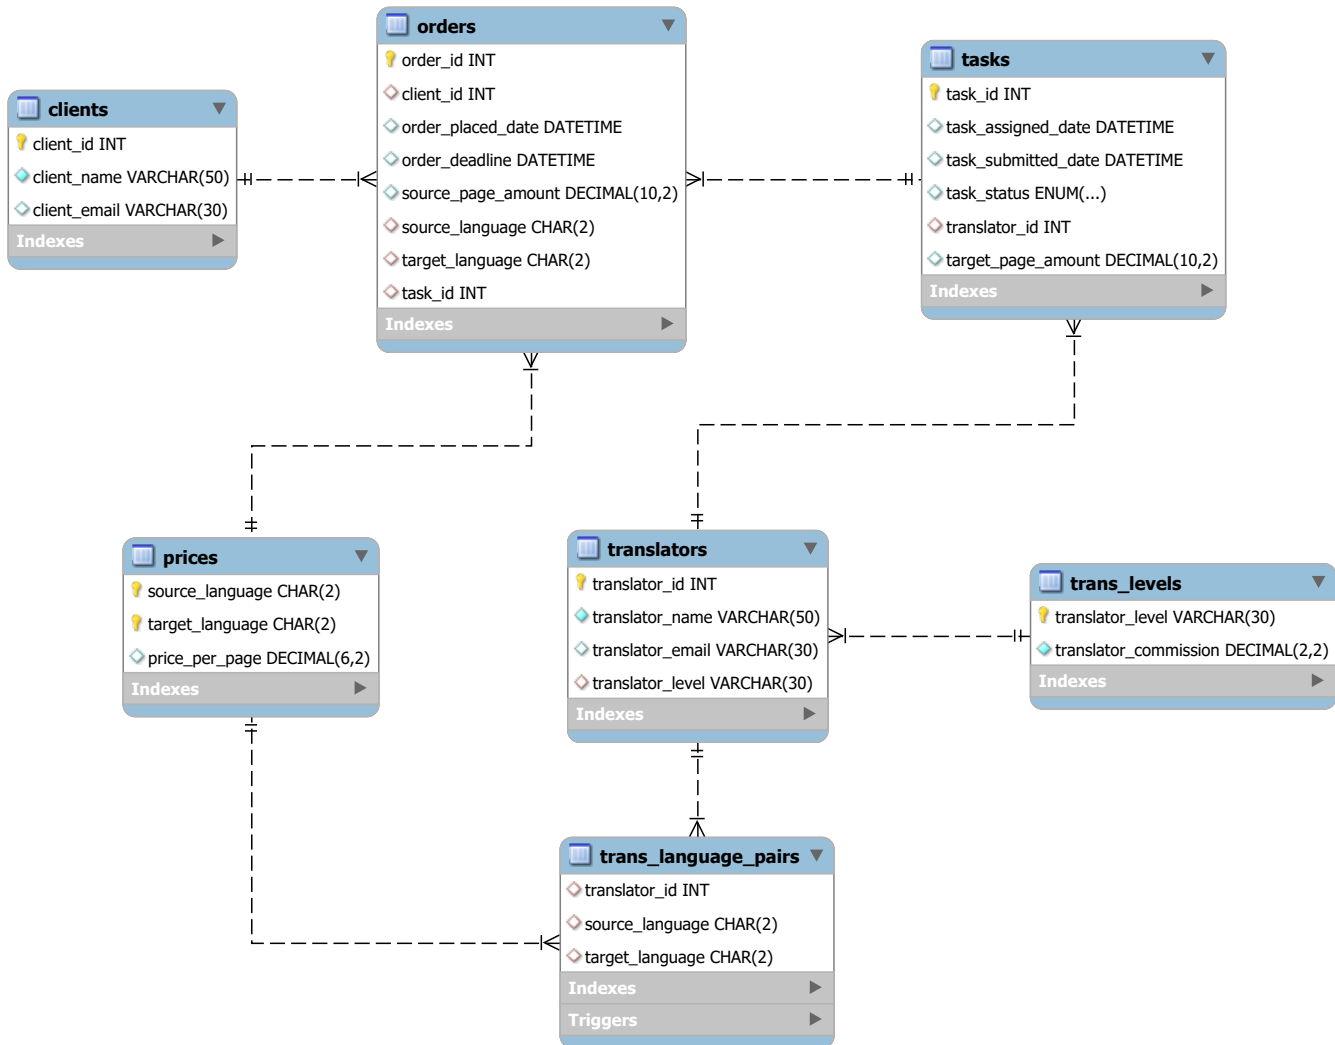 orders
order_id INT
client_id INT
order_placed_date DATETIME
order_deadline DATETIME
source_page_amount DECIMAL(10,2)
source_language CHAR(2)
target_language CHAR(2)
task_id INT
Indexes
tasks
task_id INT
task_assigned_date DATETIME
task_submitted_date DATETIME
task_status ENUM(...)
translator_id INT
target_page_amount DECIMAL(10,2)
Indexes
clients
client_id INT
client_name VARCHAR(50)
client_email VARCHAR(30)
Indexes
prices
source_language CHAR(2)
target_language CHAR(2)
price_per_page DECIMAL(6,2)
Indexes
translators
translator_id INT
translator_name VARCHAR(50)
translator_email VARCHAR(30)
translator_level VARCHAR(30)
Indexes
trans_levels
translator_level VARCHAR(30)
translator_commission DECIMAL(2,2)
Indexes
trans_language_pairs
translator_id INT
source_language CHAR(2)
target_language CHAR(2)
Indexes
Triggers